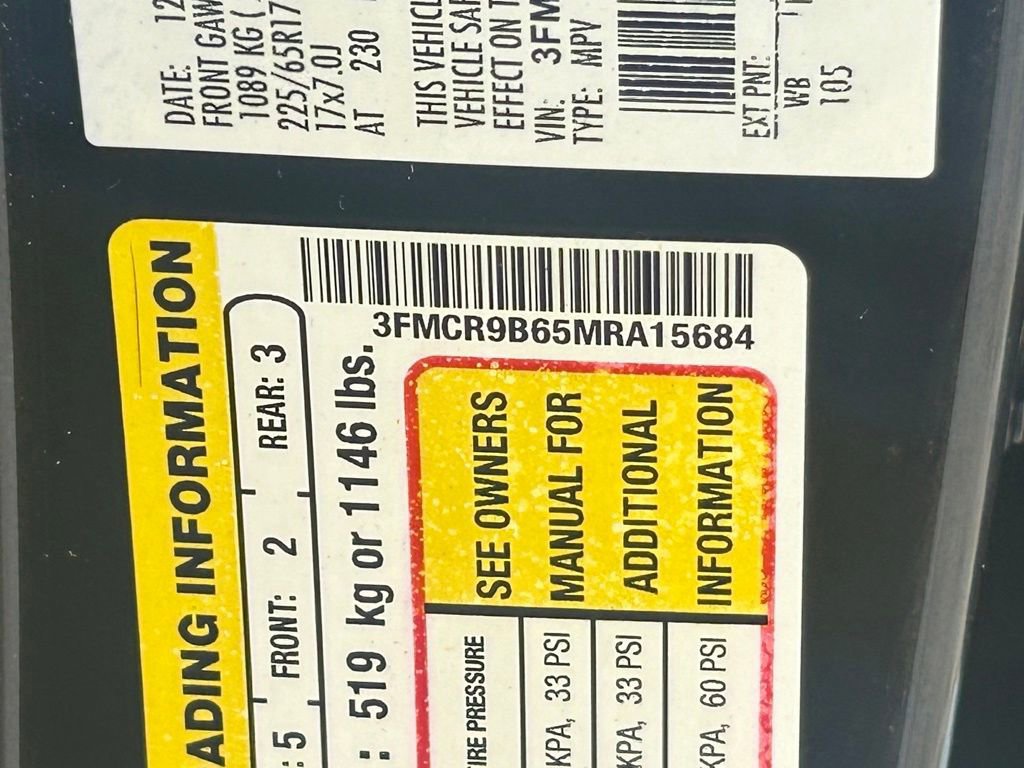 DATE: 12
FRONT GAW
1089 KG (
225/65R17
17x7.0J
AT 230
THIS VEHICL
VEHICLE SAF
EFFECT ON T
VIN: 3FM
TYPE: MPV
EXT PNT:
WB
105
ADING INFORMATION
: 5 FRONT: 2 REAR: 3
: 519 kg or 1146 lbs.
3FMCR9B65MRA15684
TIRE PRESSURE
KPA, 33 PSI
KPA, 33 PSI
KPA, 60 PSI
SEE OWNERS
MANUAL FOR
ADDITIONAL
INFORMATION